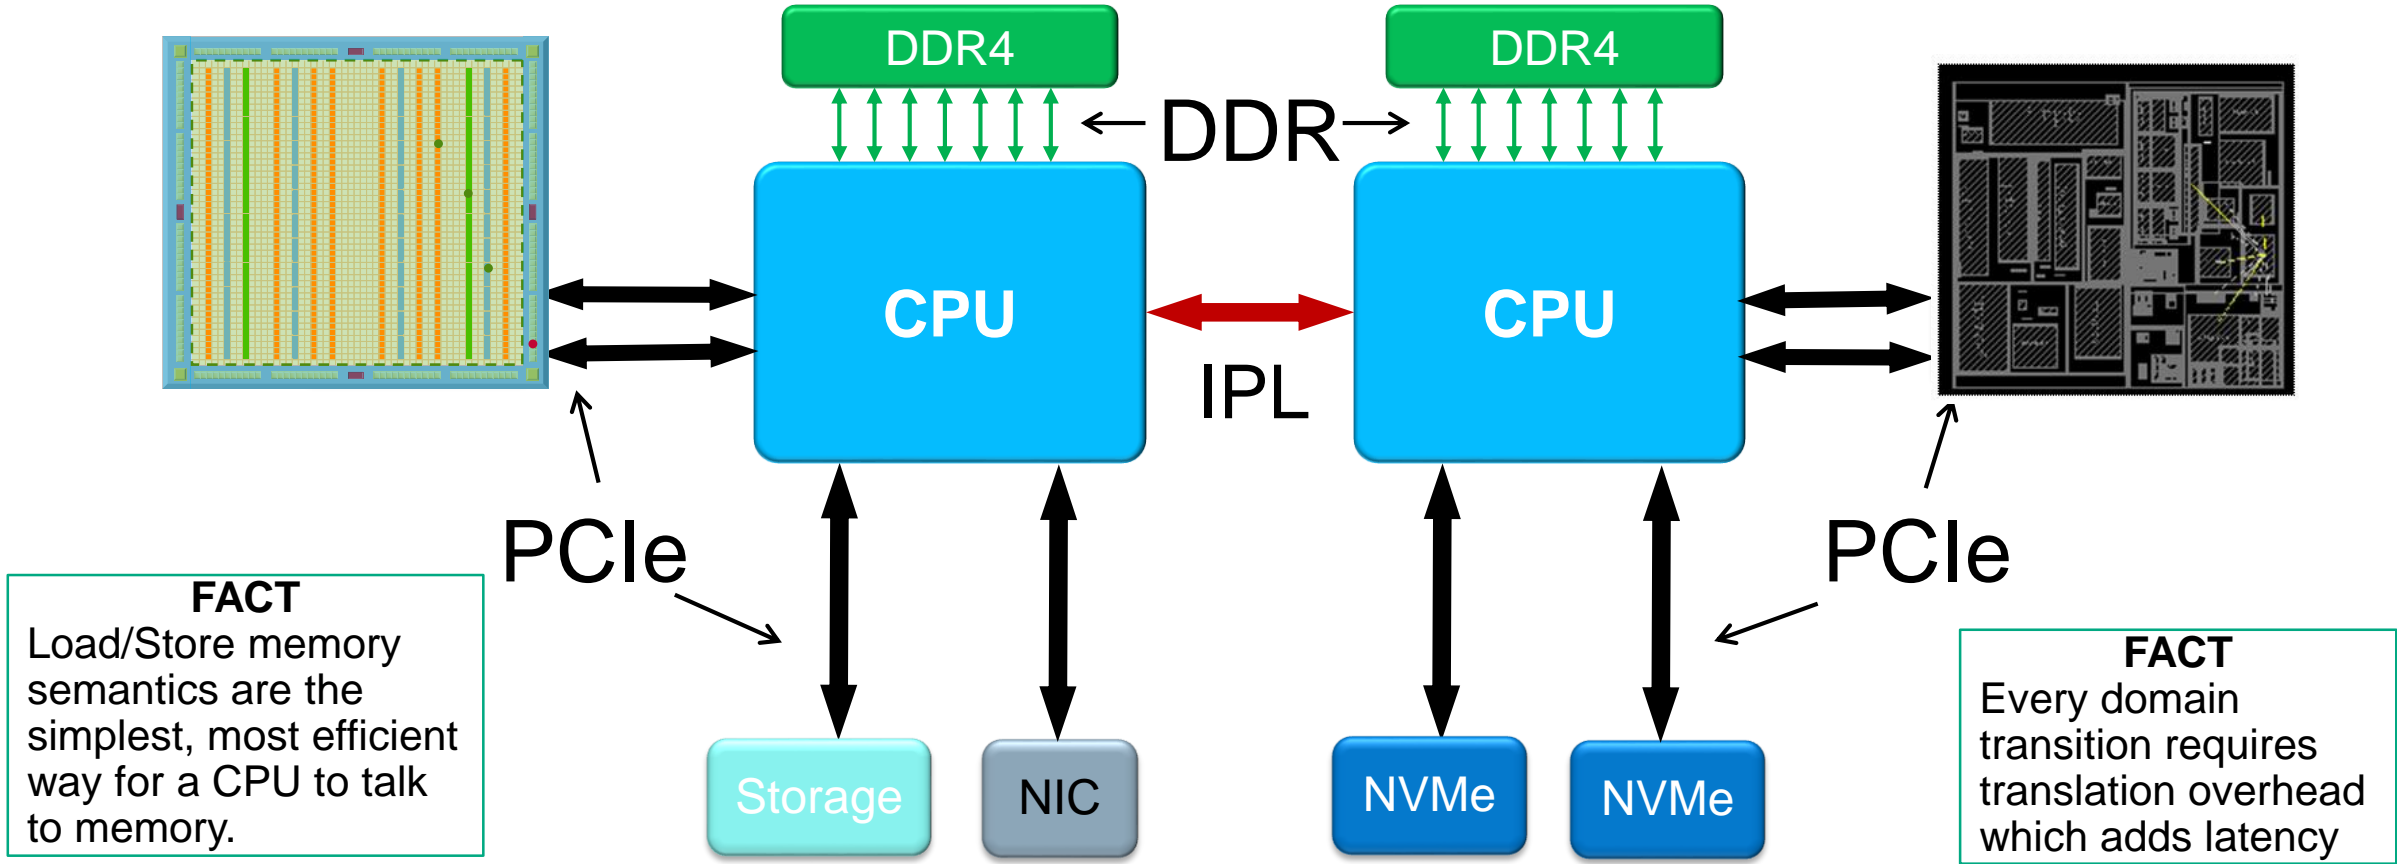 DDR4
DDR4
DDR
CPU
CPU
IPL
PCIe
PCIe
FACT
Load/Store memory
semantics are the
simplest, most efficient
way for a CPU to talk
to memory.
Storage
NIC
NVMe
NVMe
FACT
Every domain
transition requires
translation overhead
which adds latency